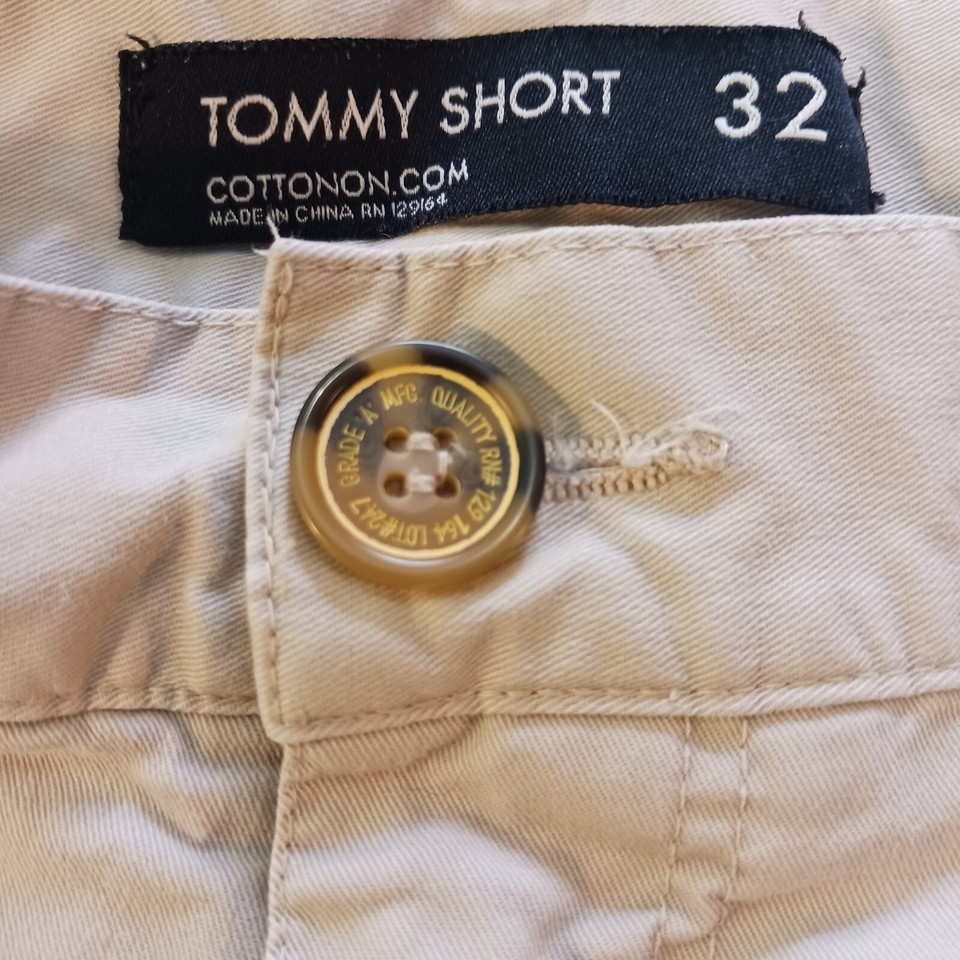 TOMMY SHORT 32
COTTONON.COM
MADE IN CHINA RN 129164
GRADE 'A' MFG. QUALITY RN# 129 164 LOT#247